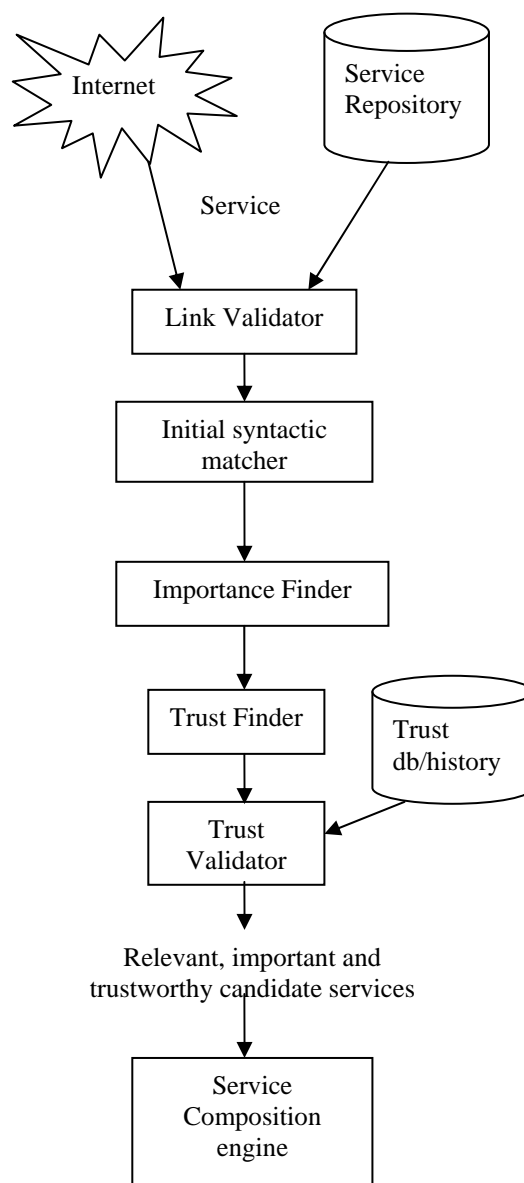 Internet
Service
Repository
Service
Link Validator
Initial syntactic
matcher
Importance Finder
Trust Finder
Trust
db/history
Trust
Validator
Relevant, important and
trustworthy candidate services
Service
Composition
engine